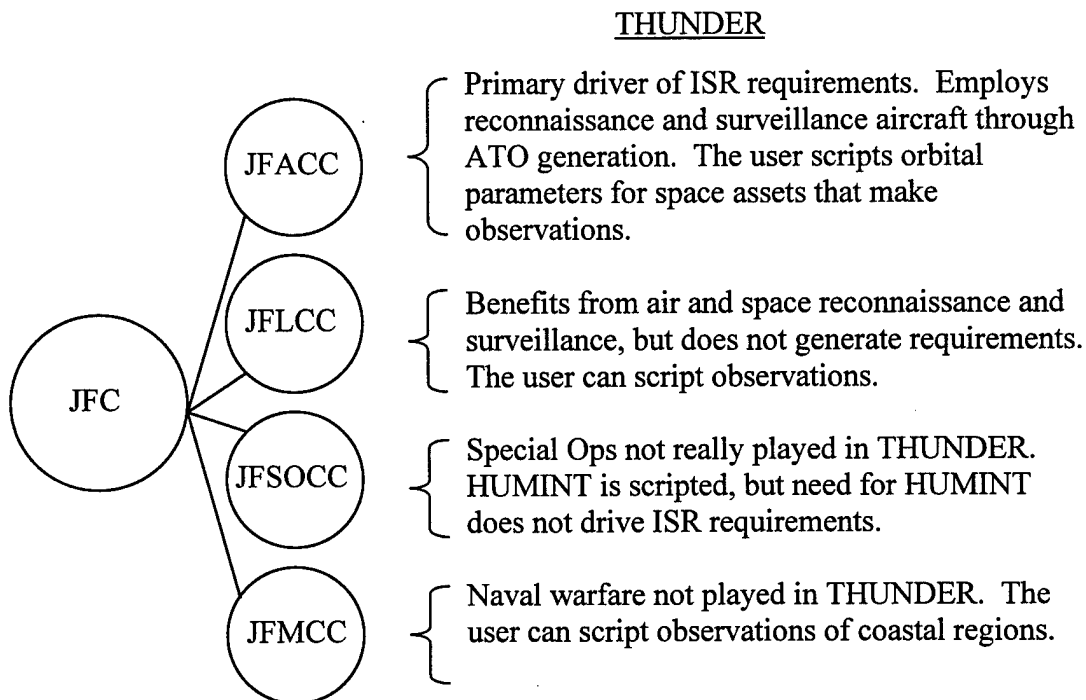 THUNDER
JFACC
Primary driver of ISR requirements. Employs
reconnaissance and surveillance aircraft through
ATO generation. The user scripts orbital
parameters for space assets that make
observations.
JFLCC
Benefits from air and space reconnaissance and
surveillance, but does not generate requirements.
The user can script observations.
JFC
JFSOCC
Special Ops not really played in THUNDER.
HUMINT is scripted, but need for HUMINT
does not drive ISR requirements.
JFMCC
Naval warfare not played in THUNDER. The
user can script observations of coastal regions.